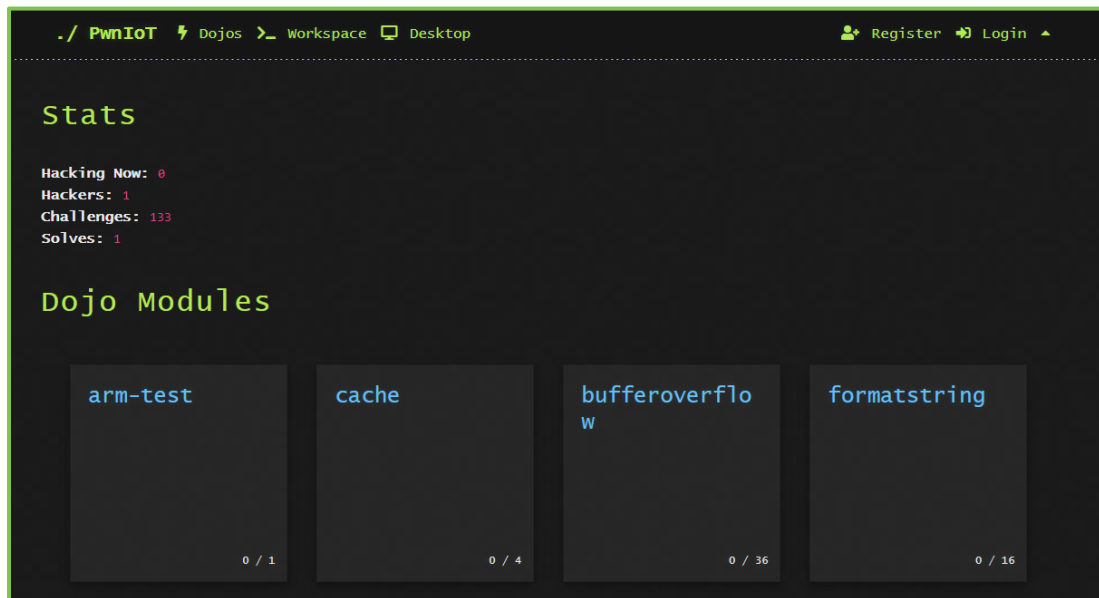 ./ PwnIoT Dojos Workspace Desktop Register Login
Stats
Hacking Now: 0
Hackers: 1
Challenges: 133
Solves: 1
Dojo Modules
arm-test
0 / 1
cache
0 / 4
bufferoverflo
w
0 / 36
formatstring
0 / 16